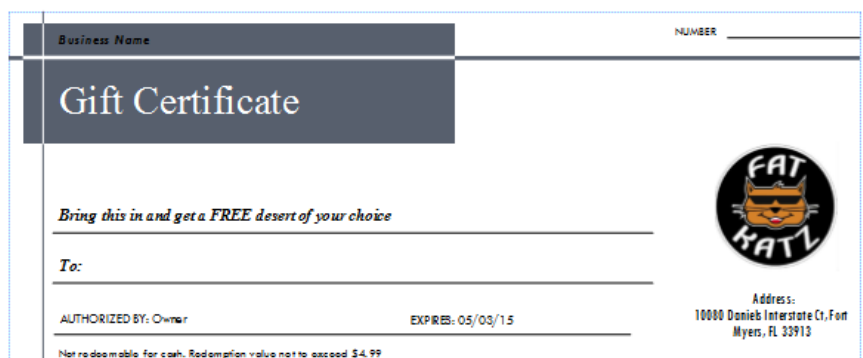 Business Name
NUMBER
Gift Certificate
FAT
KATZ
Bring this in and get a FREE desert of your choice
To:
Address:
10080 Daniels Interstate Ct, Fort
Myers, FL 33913
AUTHORIZED BY: Owner
EXPIRES: 05/03/15
Not redeemable for cash. Redemption value not to exceed $4.99